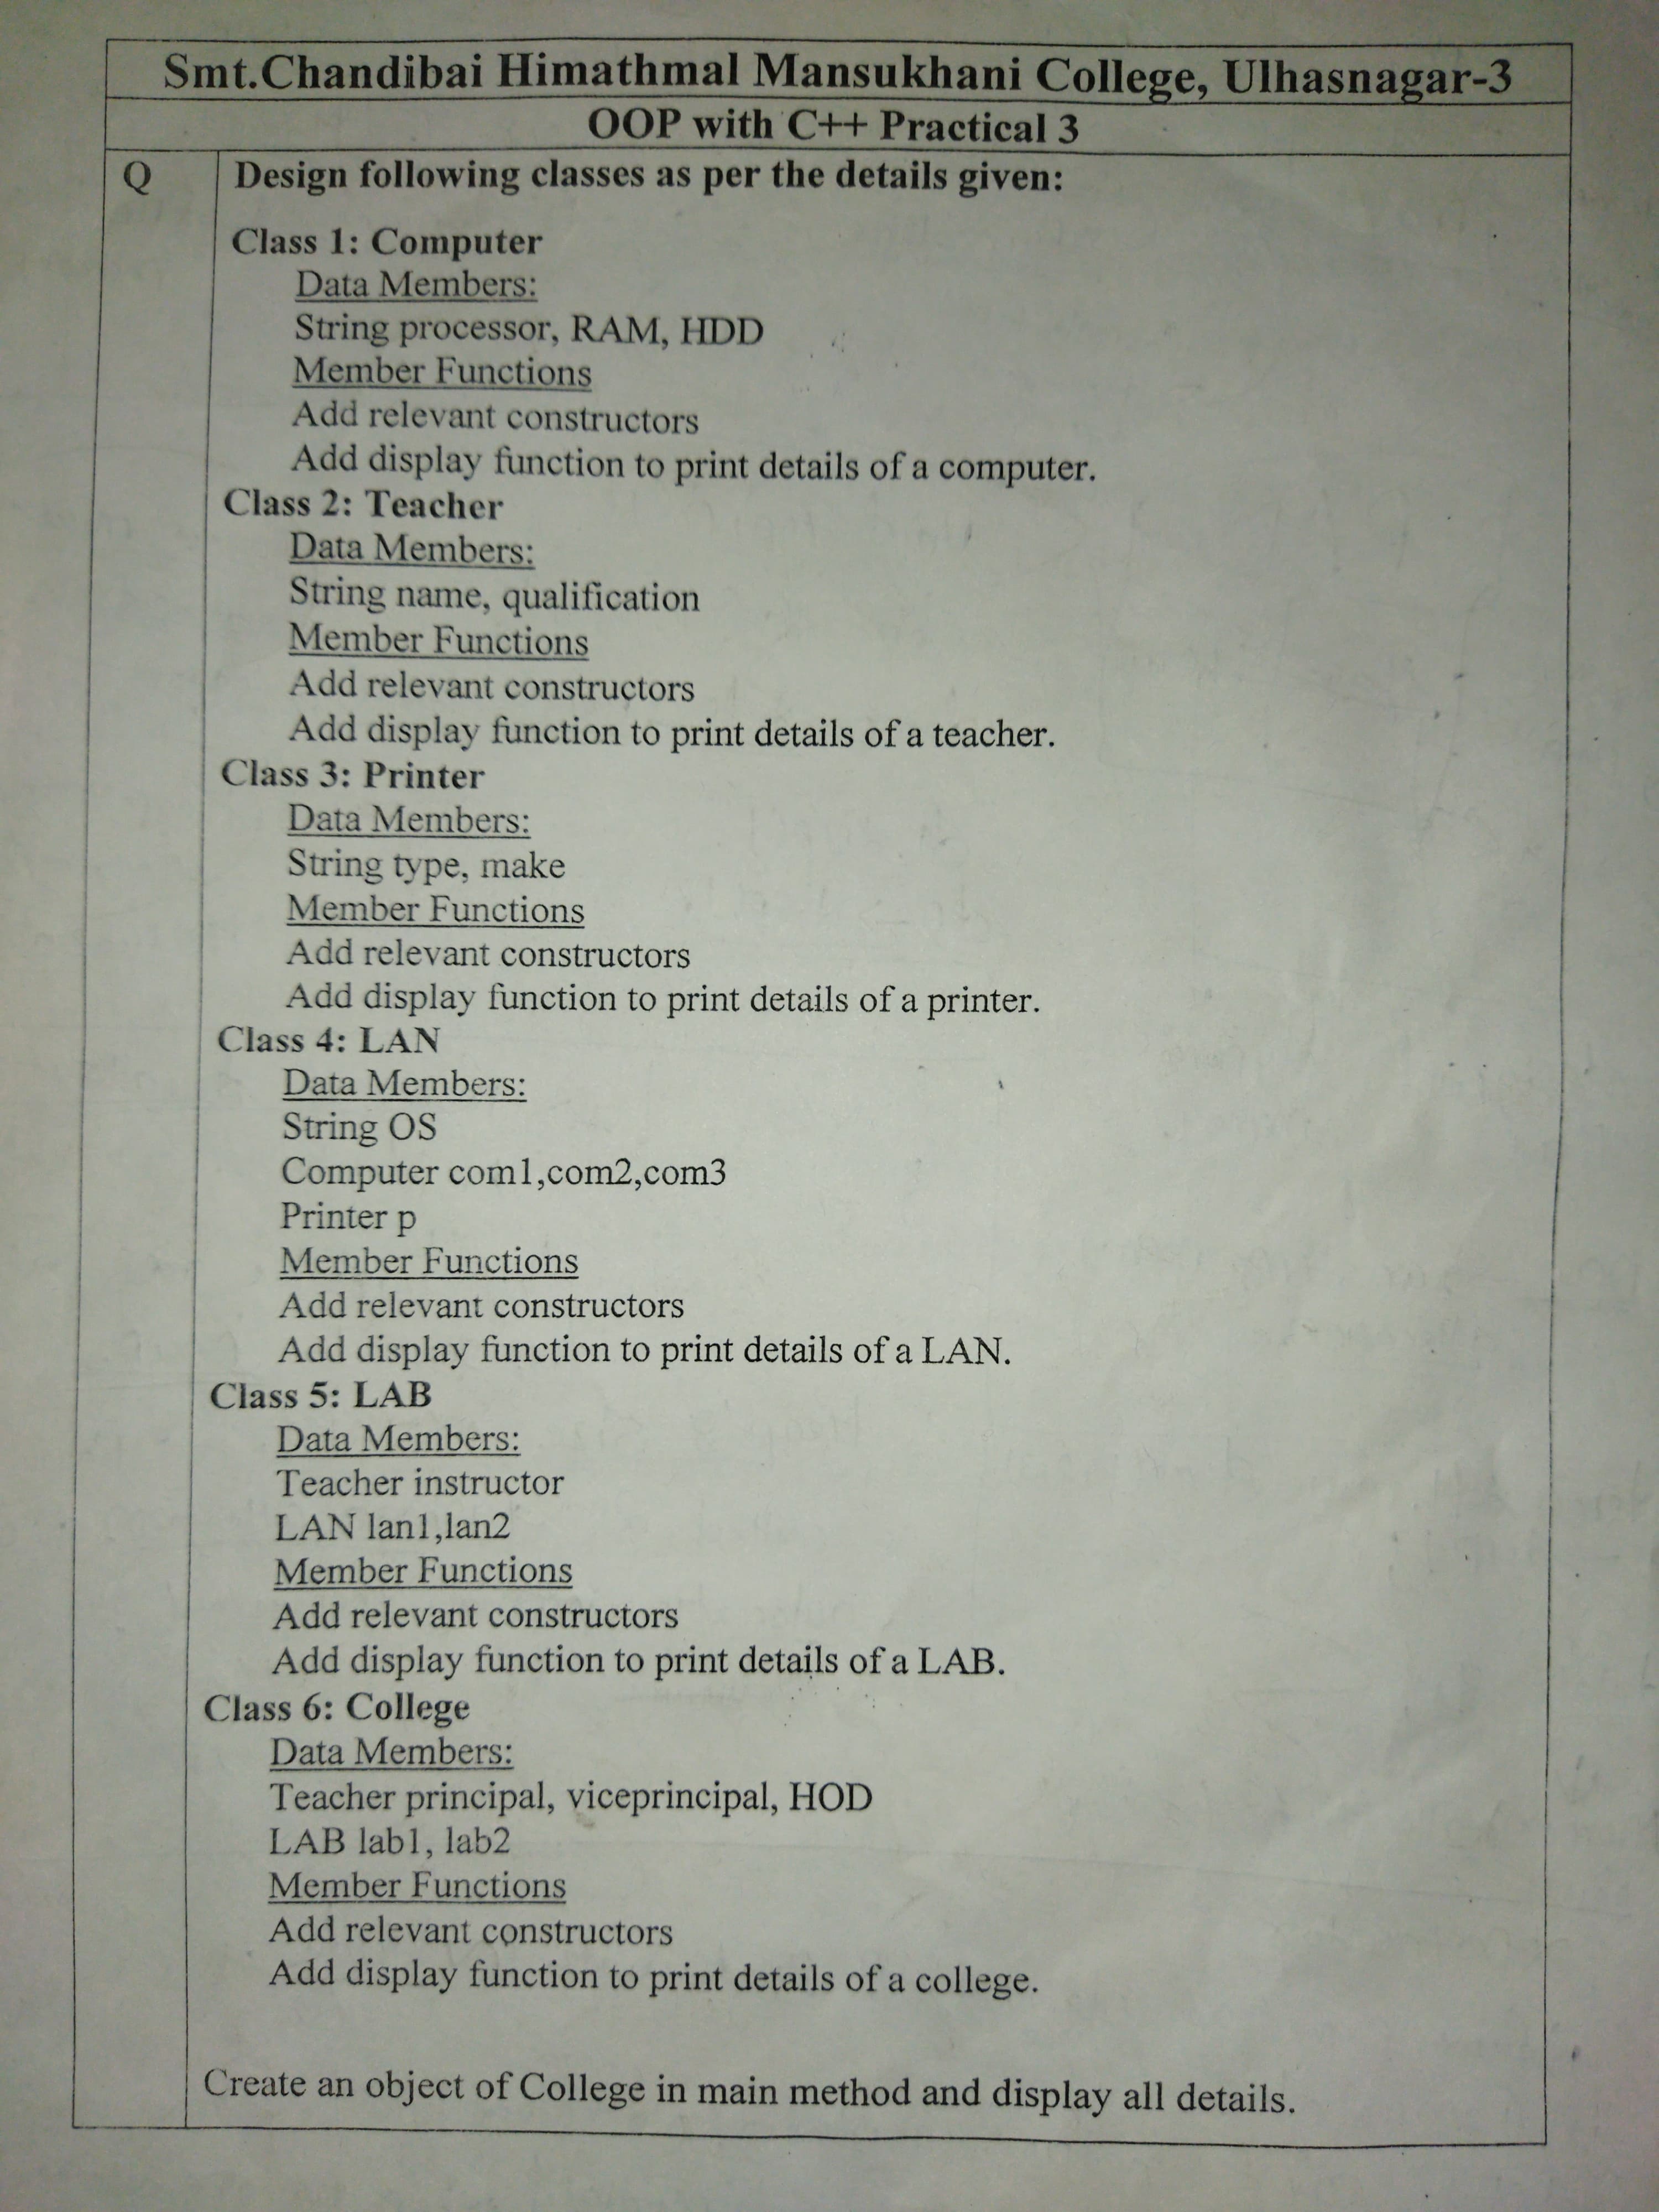 Smt.Chandibai Himathmal Mansukhani College, Ulhasnagar-3
OOP with C++ Practical 3
Q Design following classes as per the details given:
Class 1: Computer
Data Members:
String processor, RAM, HDD
Member Functions
Add relevant constructors
Add display function to print details of a computer.
Class 2: Teacher
Data Members:
String name, qualification
Member Functions
Add relevant constructors
Add display function to print details of a teacher.
Class 3: Printer
Data Members:
String type, make
Member Functions
Add relevant constructors
Add display function to print details of a printer.
Class 4: LAN
Data Members:
String OS
Computer com1,com2,com3
Printer p
Member Functions
Add relevant constructors
Add display function to print details of a LAN.
Class 5: LAB
Data Members:
Teacher instructor
LAN lan1,lan2
Member Functions
Add relevant constructors
Add display function to print details of a LAB.
Class 6: College
Data Members:
Teacher principal, viceprincipal, HOD
LAB lab1, lab2
Member Functions
Add relevant constructors
Add display function to print details of a college.
Create an object of College in main method and display all details.